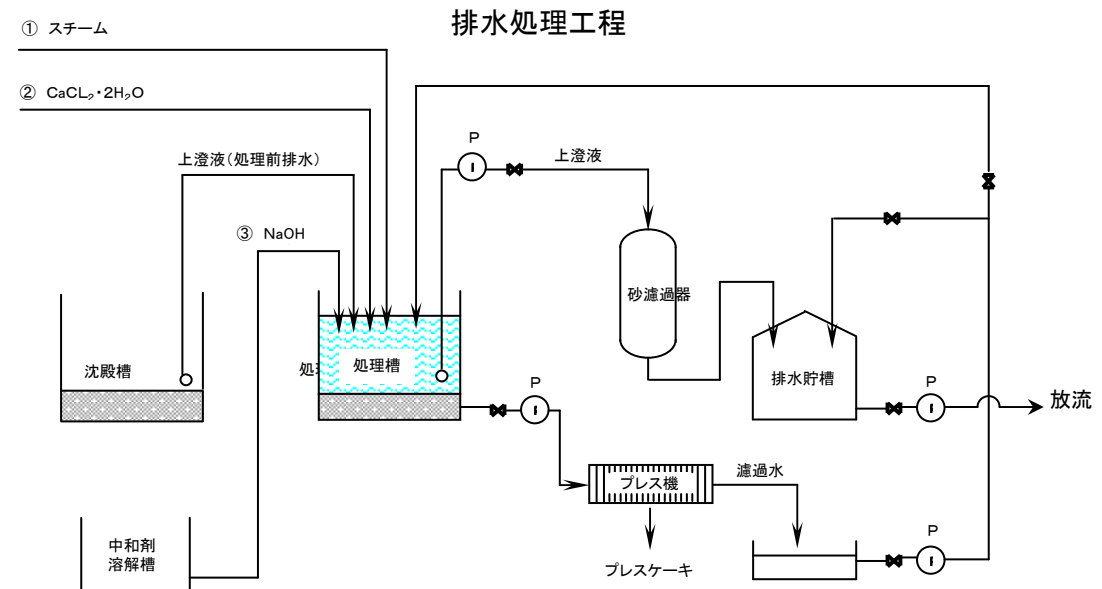 排水処理工程
① スチーム
② CaCL₂・2H₂O
P
上澄液
上澄液(処理前排水)
③ NaOH
砂濾過器
沈殿槽
処理槽
排水貯槽
P
P
放流
プレス機
濾過水
P
中和剤
溶解槽
プレスケーキ